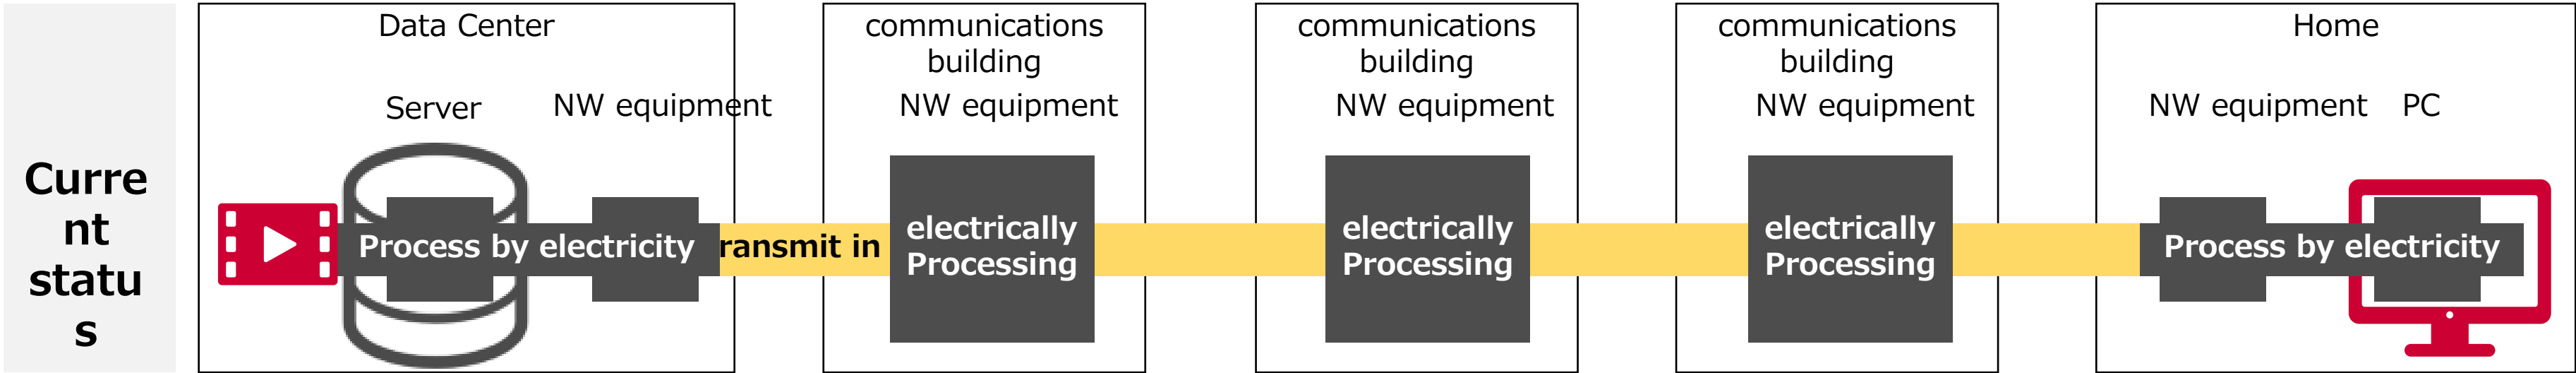 Curre
nt
statu
s
Data Center
Server
NW equipment
Process by electricity
ransmit in
communications
building
NW equipment
electrically
Processing
communications
building
NW equipment
electrically
Processing
communications
building
NW equipment
electrically
Processing
Home
NW equipment
PC
Process by electricity